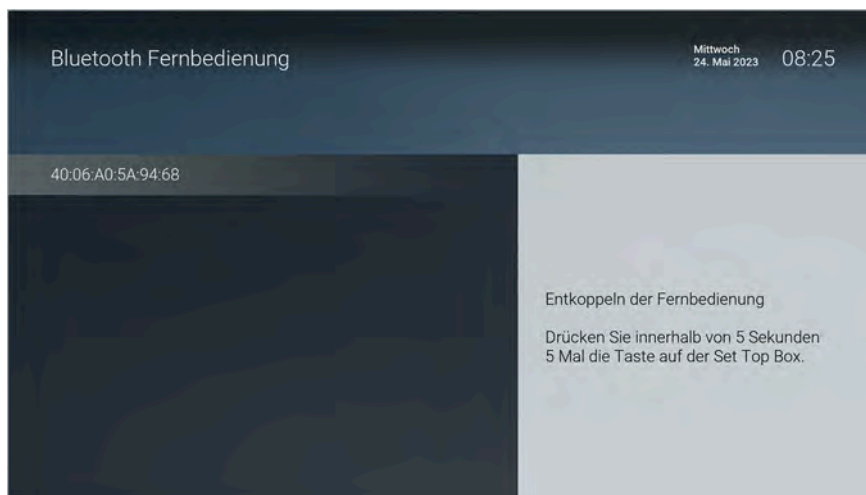 Bluetooth Fernbedienung
Mittwoch
24. Mai 2023
08:25
40:06:A0:5A:94:68
Entkoppeln der Fernbedienung
Drücken Sie innerhalb von 5 Sekunden
5 Mal die Taste auf der Set Top Box.